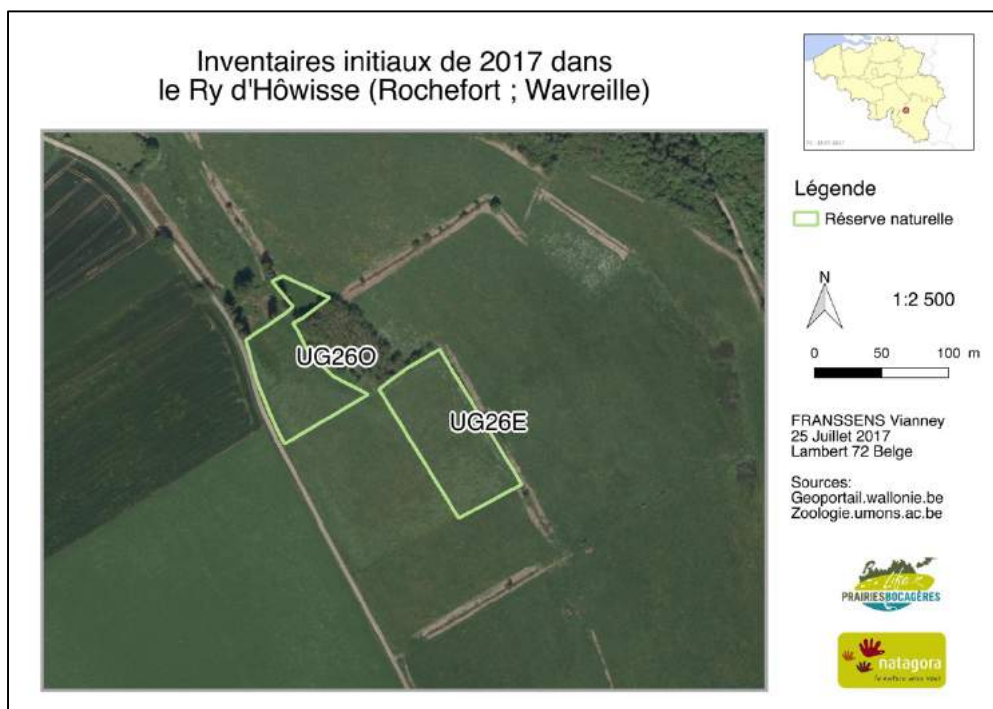 Inventaires initiaux de 2017 dans
le Ry d'Hôwisse (Rochefort ; Wavreille)
UG26O
UG26E
Légende
Réserve naturelle
N
1:2 500
0 50 100 m
FRANSSENS Vianney
25 Juillet 2017
Lambert 72 Belge
Sources:
Geoportail.wallonie.be
Zoologie.umons.ac.be
Life
PRAIRIESBOCAGÈRES
natagora